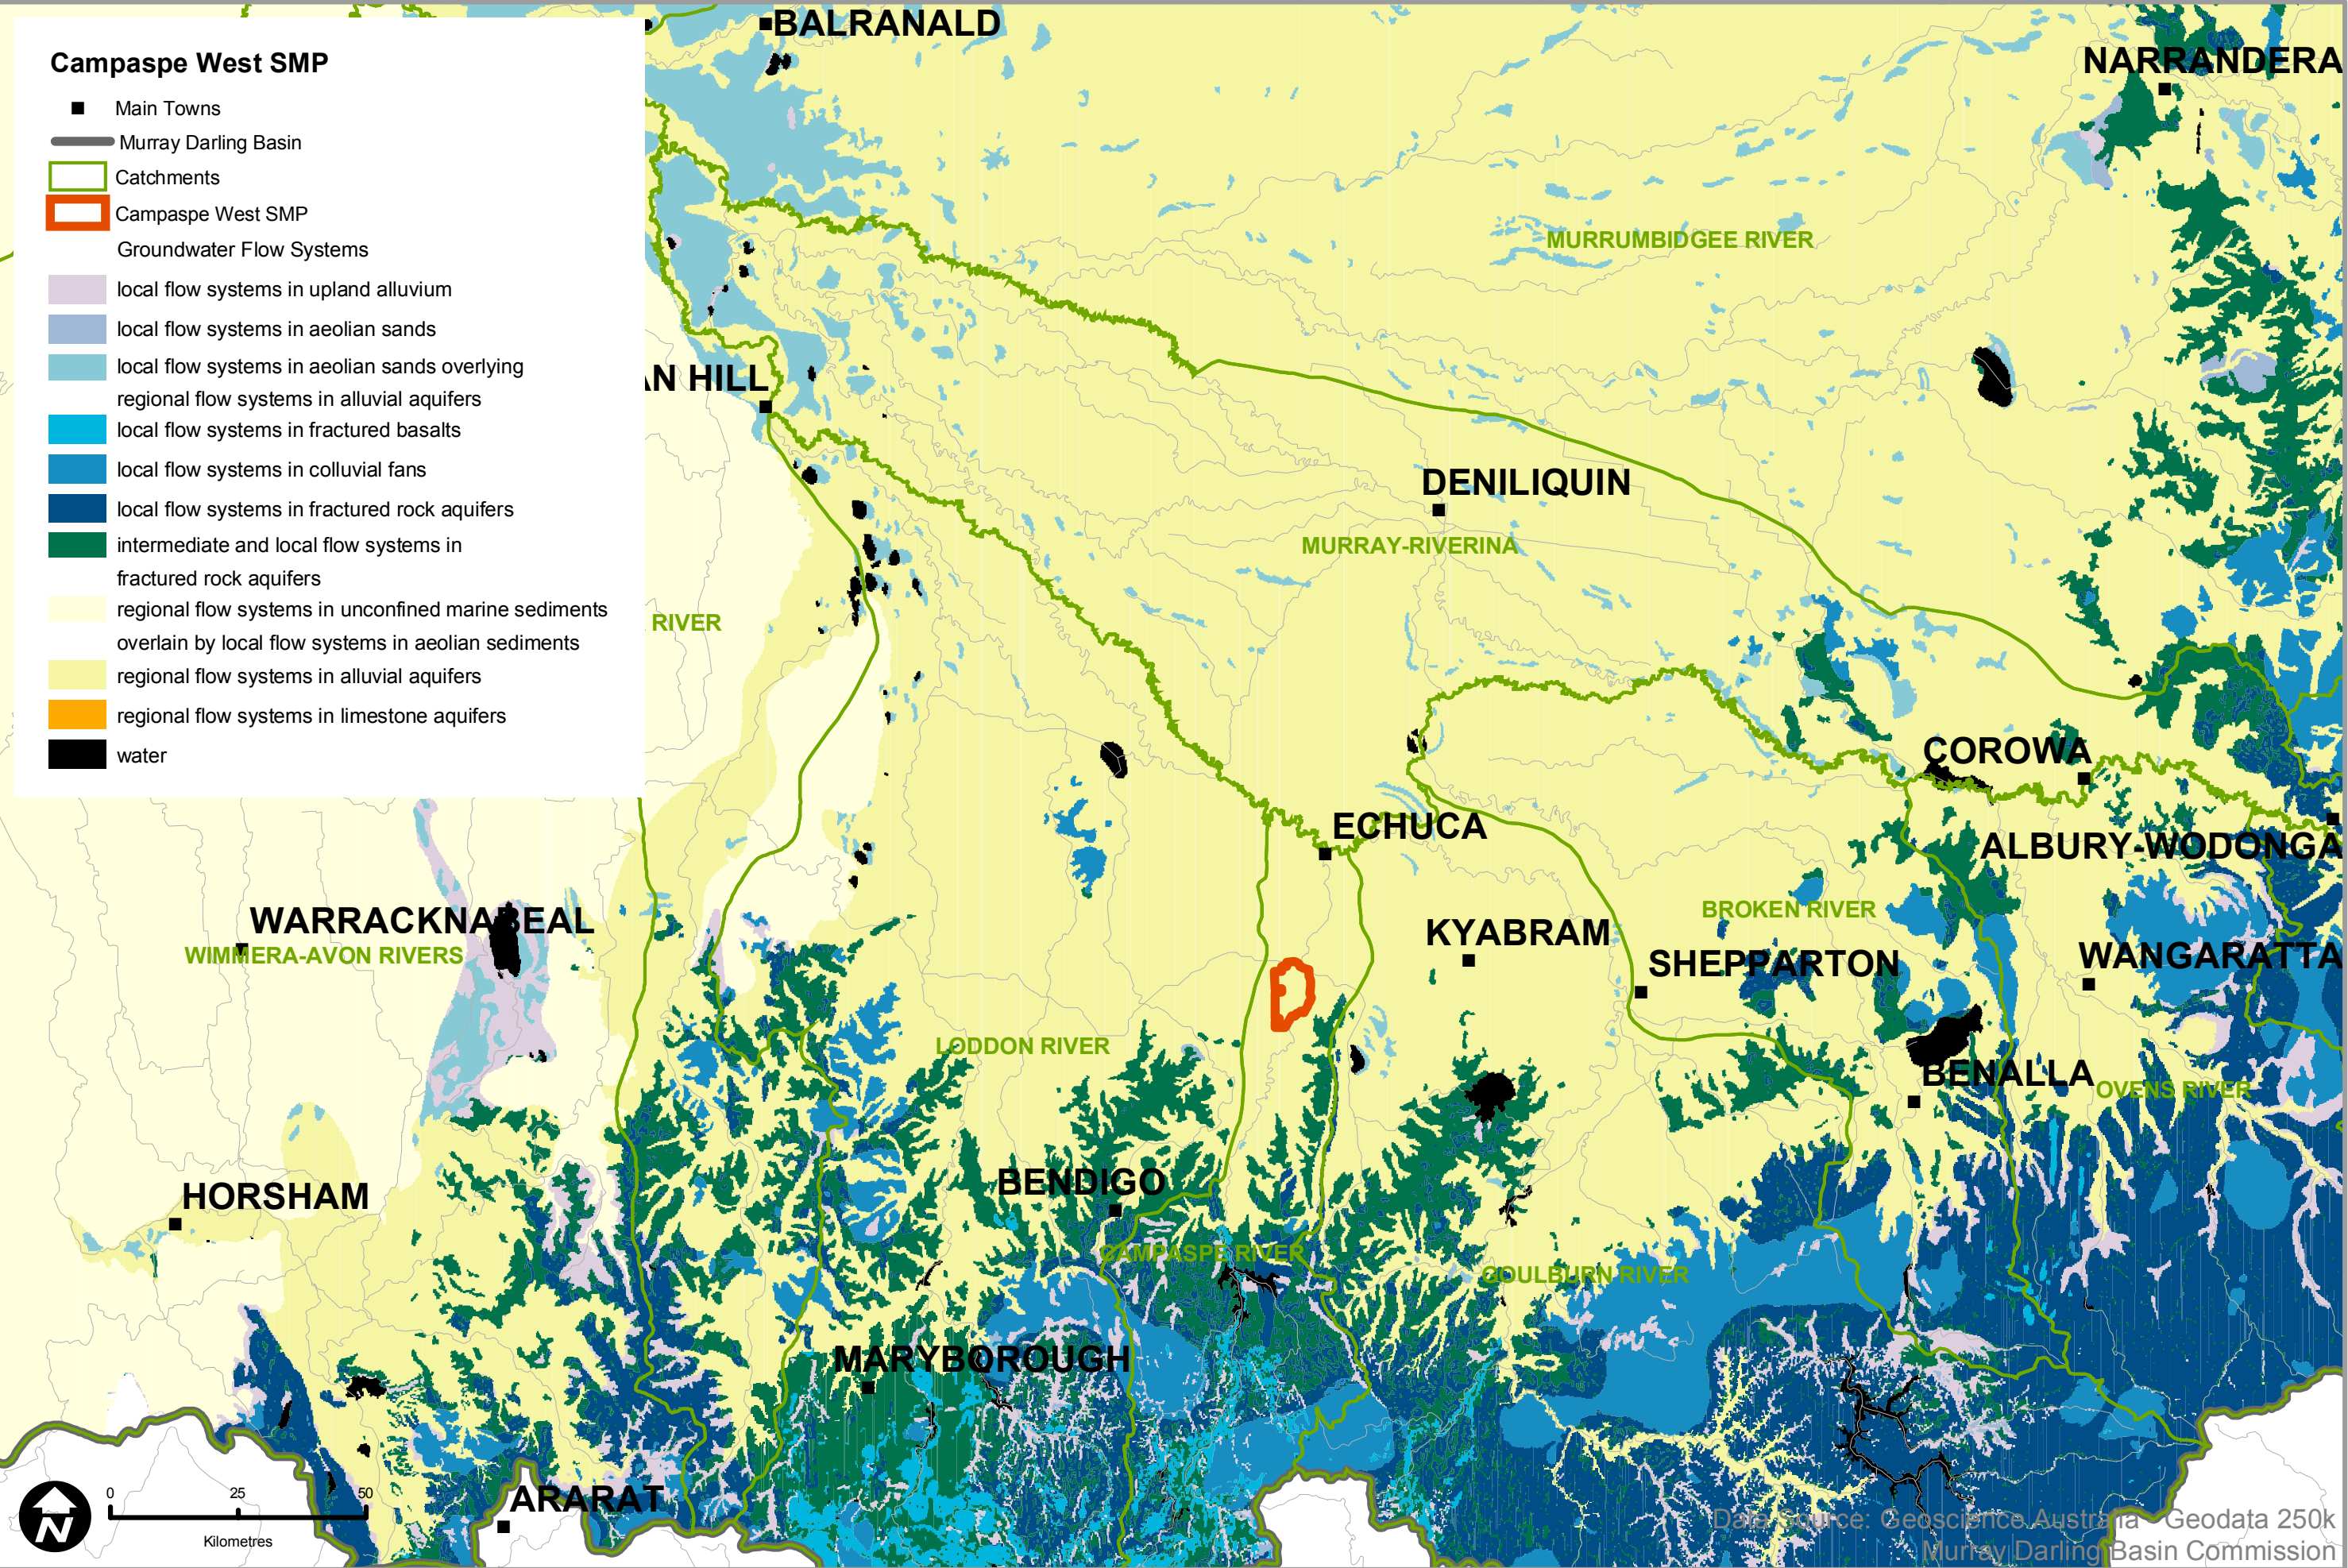 Campaspe West SMP
Main Towns
Murray Darling Basin
Catchments
Campaspe West SMP
Groundwater Flow Systems
local flow systems in upland alluvium
local flow systems in aeolian sands
local flow systems in aeolian sands overlying
regional flow systems in alluvial aquifers
local flow systems in fractured basalts
local flow systems in colluvial fans
local flow systems in fractured rock aquifers
intermediate and local flow systems in
fractured rock aquifers
regional flow systems in unconfined marine sediments
overlain by local flow systems in aeolian sediments
regional flow systems in alluvial aquifers
regional flow systems in limestone aquifers
water
BALRANALD
NARRANDERA
MURRUMBIDGEE RIVER
AN HILL
DENILIQUIN
MURRAY-RIVERINA
RIVER
COROWA
ECHUCA
ALBURY-WODONGA
WARRACKNABEAL
WIMMERA-AVON RIVERS
KYABRAM
BROKEN RIVER
SHEPPARTON
WANGARATTA
LODDON RIVER
BENALLA
OVENS RIVER
HORSHAM
BENDIGO
CAMPASPE RIVER
GOULBURN RIVER
MARYBOROUGH
ARARAT
N
0 25 50
Kilometres
Data Source: Geoscience Australia Geodata 250k
Murray Darling Basin Commission